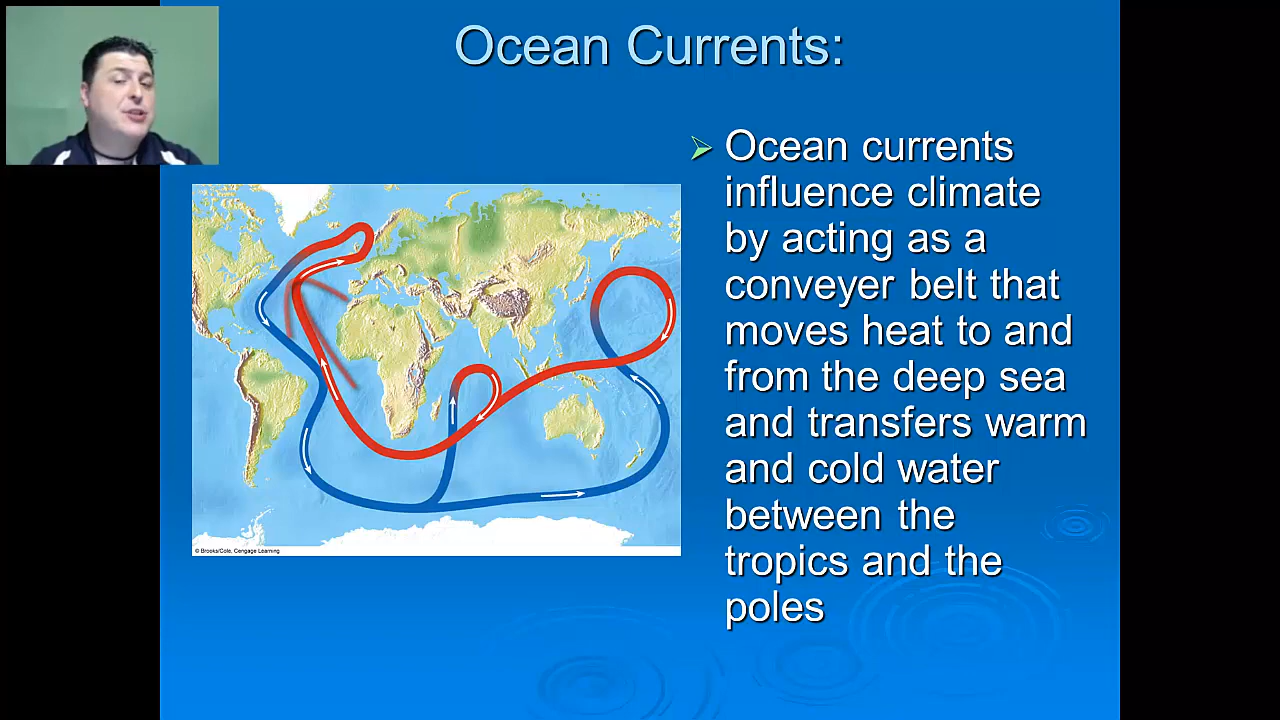 Ocean Currents:
Ocean currents
influence climate
by acting as a
conveyer belt that
moves heat to and
from the deep sea
and transfers warm
and cold water
between the
tropics and the
poles
© Brooks/Cole, Cengage Learning